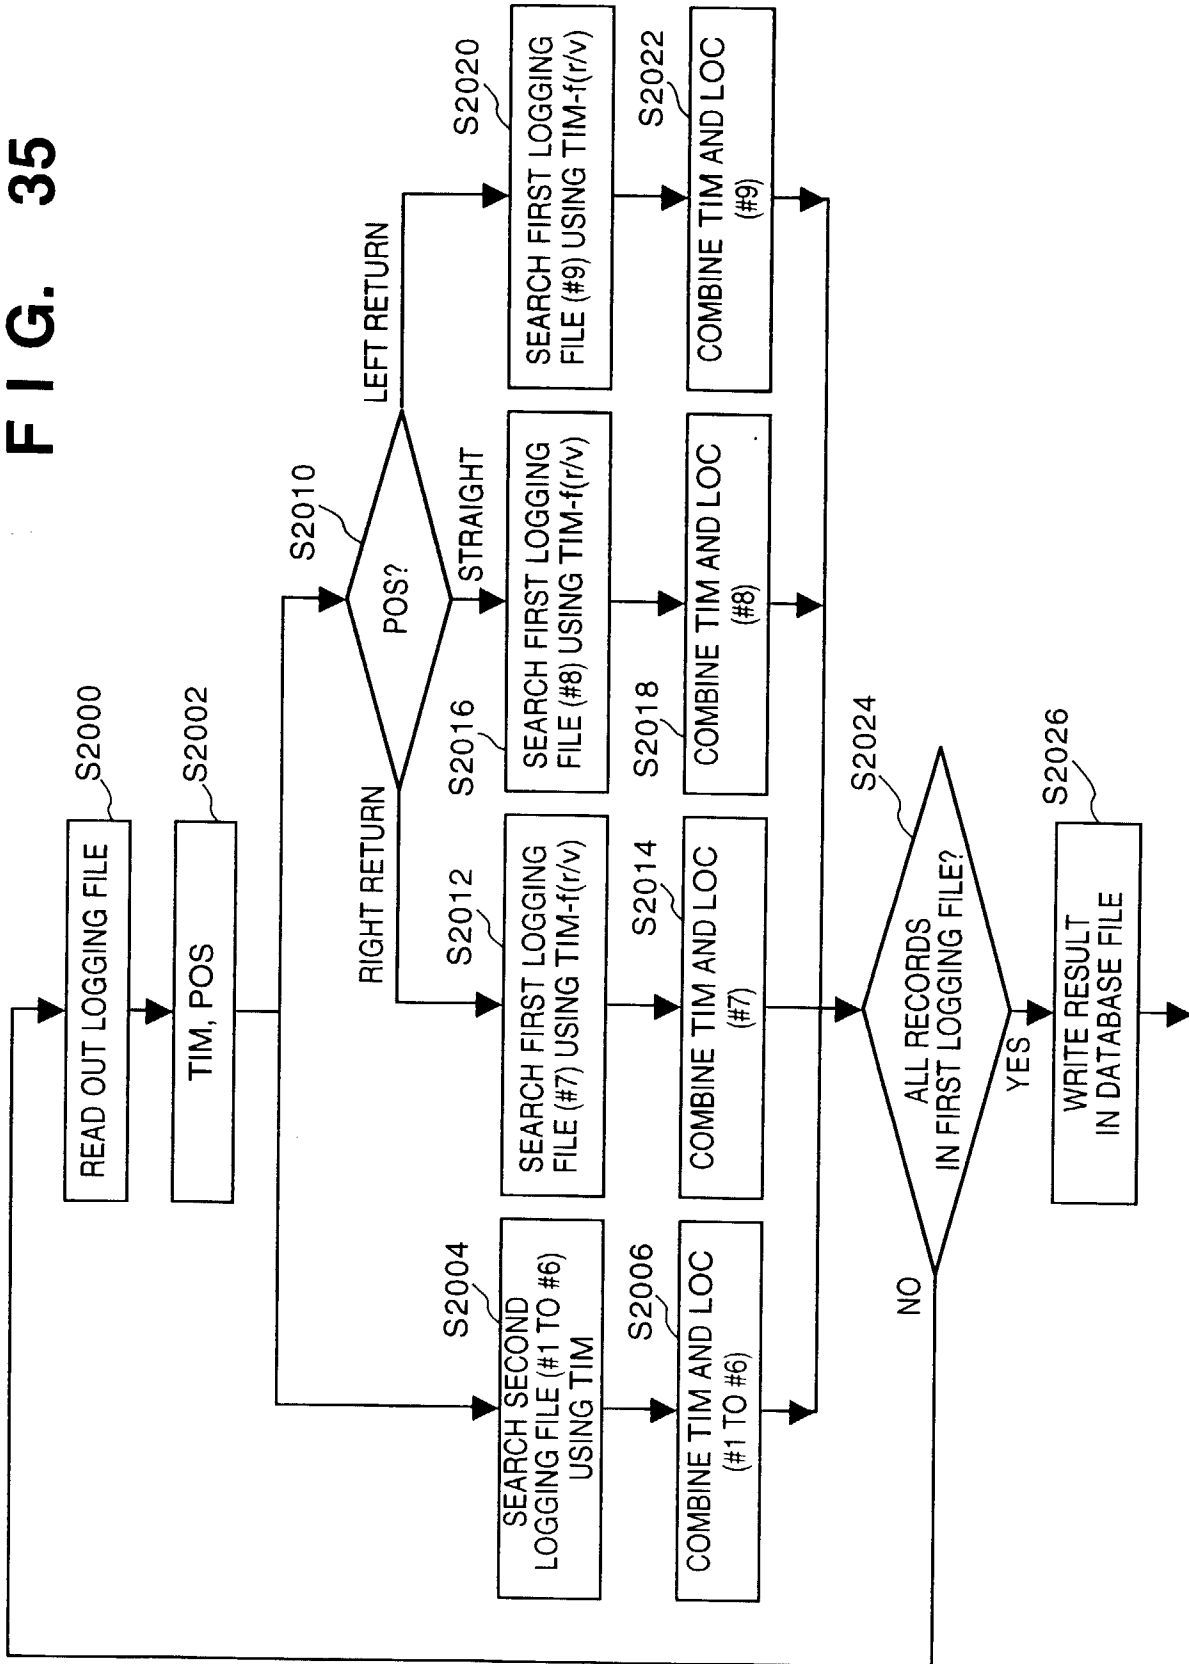 FIG. 35
READ OUT LOGGING FILE
S2000
TIM, POS
S2002
POS?
S2010
RIGHT RETURN
STRAIGHT
LEFT RETURN
SEARCH SECOND
LOGGING FILE (#1 TO #6)
USING TIM
S2004
SEARCH FIRST LOGGING
FILE (#7) USING TIM-f(r/v)
S2012
SEARCH FIRST LOGGING
FILE (#8) USING TIM-f(r/v)
S2016
SEARCH FIRST LOGGING
FILE (#9) USING TIM-f(r/v)
S2020
COMBINE TIM AND LOC
(#1 TO #6)
S2006
COMBINE TIM AND LOC
(#7)
S2014
COMBINE TIM AND LOC
(#8)
S2018
COMBINE TIM AND LOC
(#9)
S2022
ALL RECORDS
IN FIRST LOGGING FILE?
S2024
NO
YES
WRITE RESULT
IN DATABASE FILE
S2026